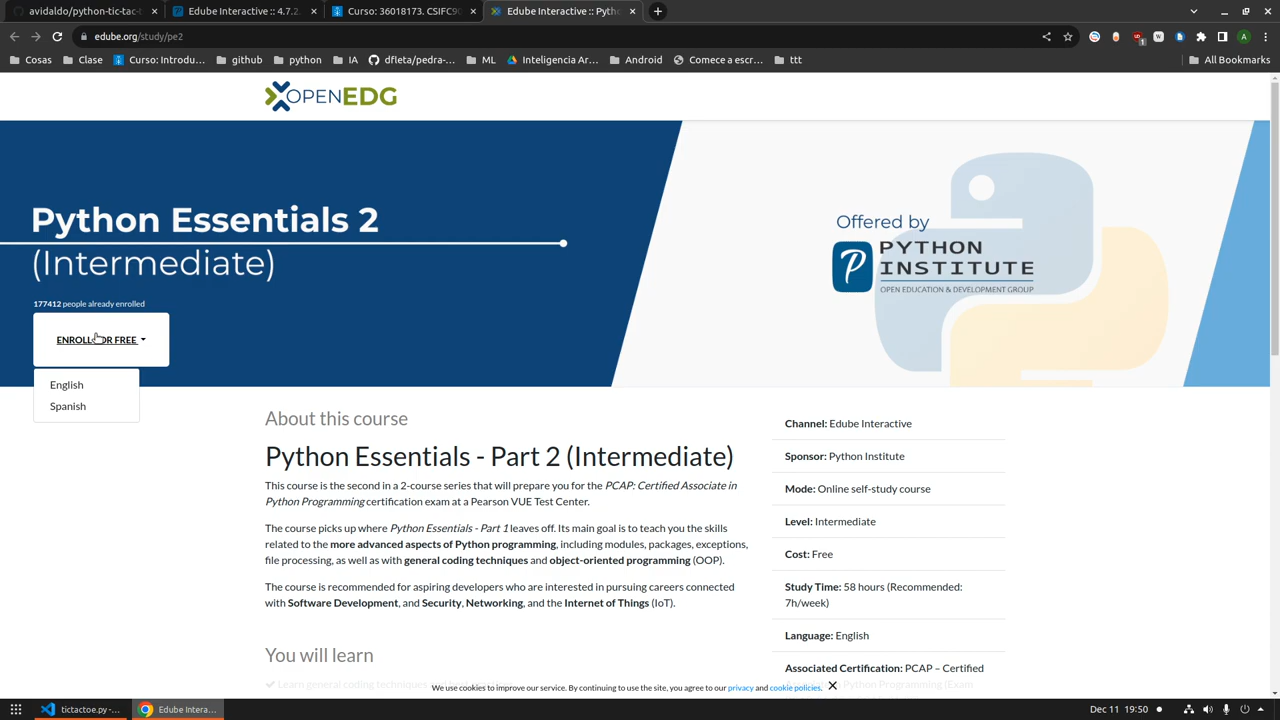 avidaldo/python-tic-tac-t
Edube Interactive :: 4.7.2.
Curso: 36018173. CSIFC90
Edube Interactive :: Pytho
edube.org/study/pe2
Cosas
Clase
Curso: Introdu...
github
python
IA
dfleta/pedra-...
ML
Inteligencia Ar...
Android
Comece a escr...
ttt
All Bookmarks
OPENEDG
Python Essentials 2
(Intermediate)
177412 people already enrolled
ENROLL FOR FREE
English
Spanish
Offered by
PYTHON
INSTITUTE
OPEN EDUCATION & DEVELOPMENT GROUP
About this course
Python Essentials - Part 2 (Intermediate)
This course is the second in a 2-course series that will prepare you for the PCAP: Certified Associate in
Python Programming certification exam at a Pearson VUE Test Center.
The course picks up where Python Essentials - Part 1 leaves off. Its main goal is to teach you the skills
related to the more advanced aspects of Python programming, including modules, packages, exceptions,
file processing, as well as with general coding techniques and object-oriented programming (OOP).
The course is recommended for aspiring developers who are interested in pursuing careers connected
with Software Development, and Security, Networking, and the Internet of Things (IoT).
You will learn
Learn general coding techniques
Channel: Edube Interactive
Sponsor: Python Institute
Mode: Online self-study course
Level: Intermediate
Cost: Free
Study Time: 58 hours (Recommended:
7h/week)
Language: English
Associated Certification: PCAP – Certified
Python Programming (Exam
We use cookies to improve our service. By continuing to use the site, you agree to our privacy and cookie policies.
tictactoe.py -...
Edube Intera...
Dec 11 19:50